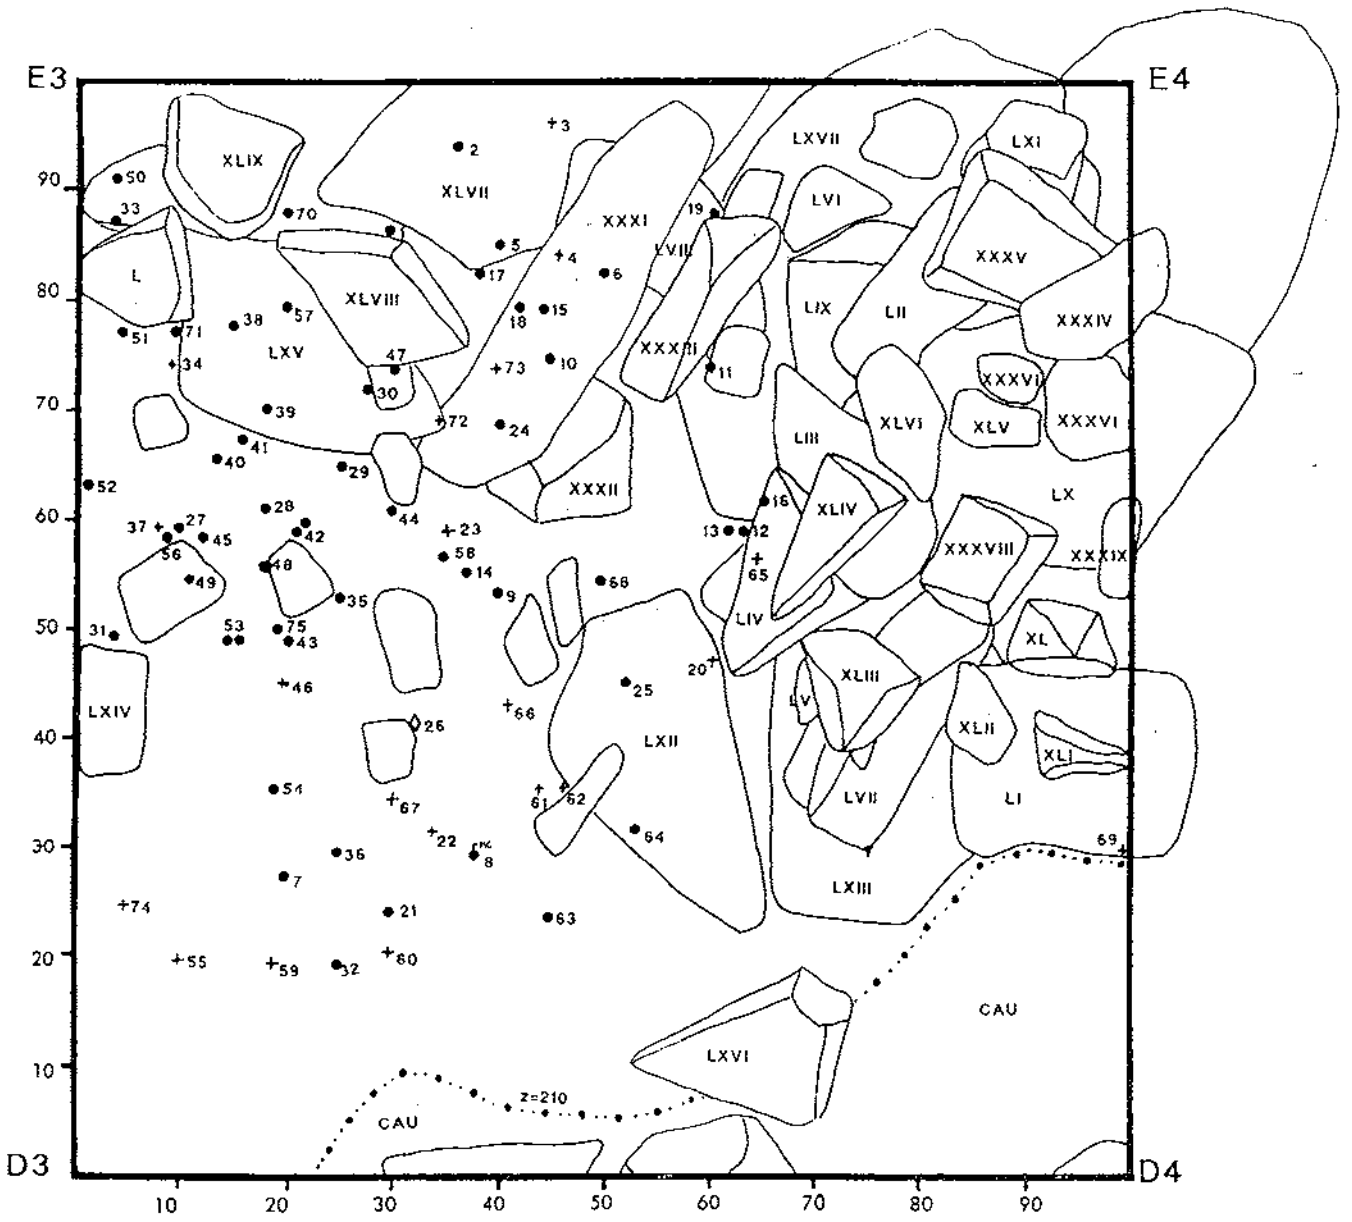 E3 E4
+3
2
LXVII LXI
XLIX
90 50 XLVII
33 70 19 LVI
XXXI
5 LVIII
L +4 XXXV
17 6
80 XLVIII
57 18 15 LIX LII XXXIV
51 71 38
LXV 47 XXXIII
+34 +73 10 11 XXXVI
30
70 39 +72 24 XLVI XLV XXXVI
41 LIII
40 29
52 XXXII
28 16 LX
60 44 XLIV
37+ 27 42 +23 13 12
56 45 58 XXXVIII XXXIX
48 14 65
49 68
35 9
50 31 53 75 LIV
43 XL
20+
+46 25 XLIII
LXIV +66 LV
26 XLII
40 LXII XLI
54 61 62
+67 LVII LI
22 64
30 36 MC 69
8
7 LXIII
+74 21
63
20 +55 +59 32 +60
CAU
LXVI
10
z=210
CAU
D3 D4
10 20 30 40 50 60 70 80 90